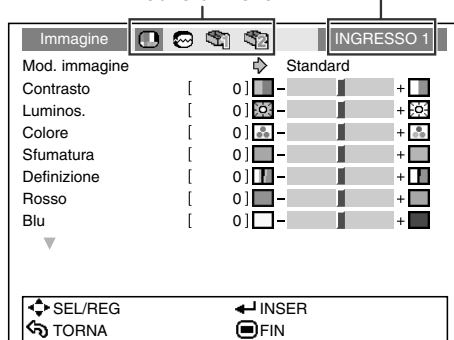 Immagine INGRESSO 1
Mod. immagine Standard
Contrasto [ 0 ] - +
Luminos. [ 0 ] - +
Colore [ 0 ] - +
Sfumatura [ 0 ] - +
Definizione [ 0 ] - +
Rosso [ 0 ] - +
Blu [ 0 ] - +
SEL/REG INSER
TORNA FIN